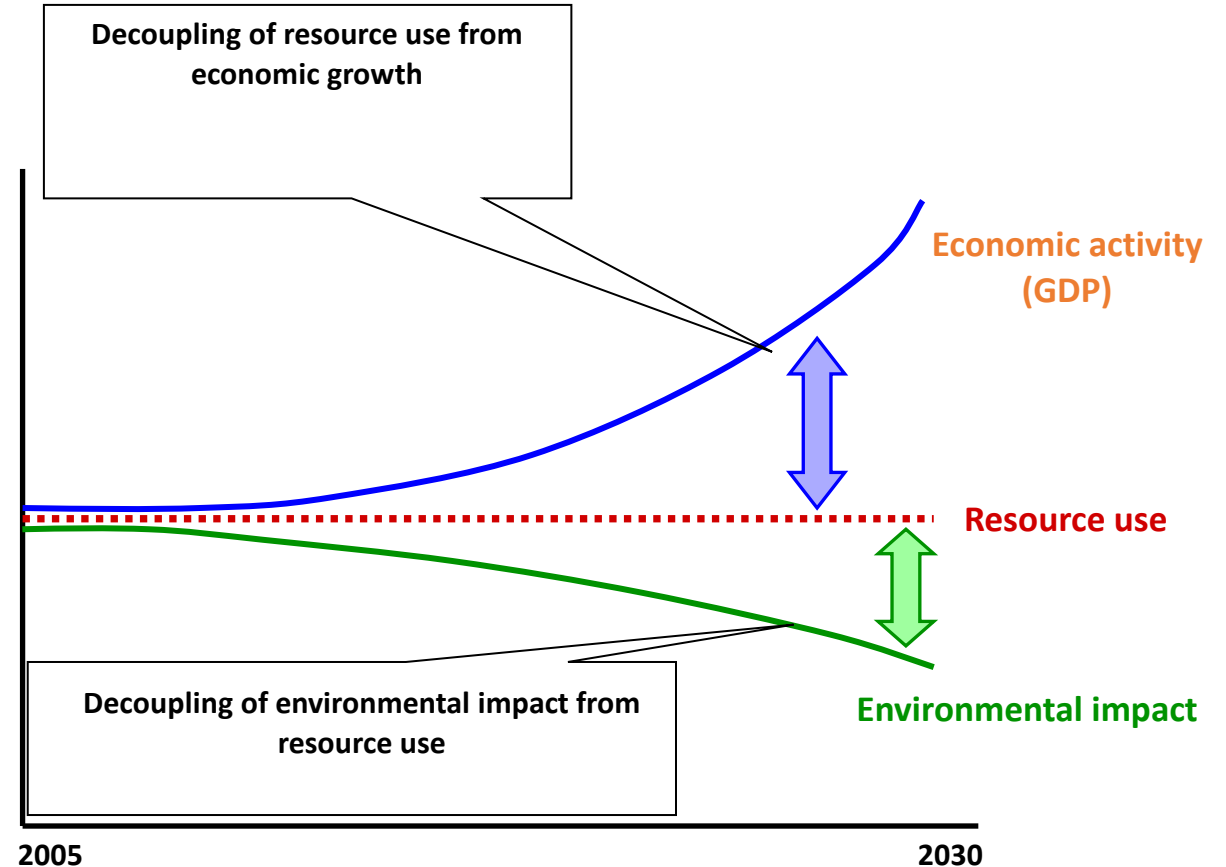 Decoupling of resource use from
economic growth
Economic activity
(GDP)
Resource use
Decoupling of environmental impact from
resource use
Environmental impact
2005
2030